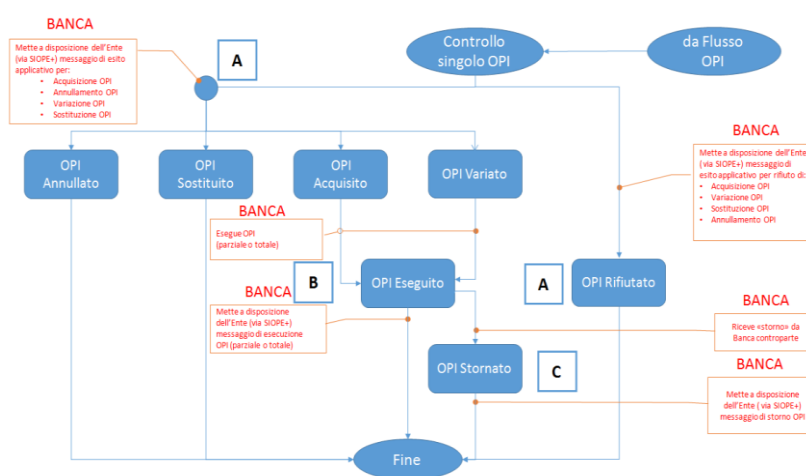 BANCA
Mette a disposizione dell'Ente
(via SIOPE+) messaggio di esito
applicativo per:
• Acquisizione OPI
• Annullamento OPI
• Variazione OPI
• Sostituzione OPI
A
Controllo
singolo OPI
da Flusso
OPI
BANCA
Mette a disposizione dell'Ente
(via SIOPE+) messaggio di
esito applicativo per rifiuto di:
• Acquisizione OPI
• Variazione OPI
• Sostituzione OPI
• Annullamento OPI
OPI
Annullato
OPI
Sostituito
OPI
Acquisito
OPI Variato
BANCA
Esegue OPI
(parziale o totale)
B
OPI Eseguito
A
OPI Rifiutato
BANCA
Mette a disposizione
dell'Ente (via SIOPE+)
messaggio di esecuzione
OPI (parziale o totale)
BANCA
Riceve «storno» da
Banca controparte
OPI Stornato
C
BANCA
Mette a disposizione
dell'Ente ( via SIOPE+)
messaggio di storno OPI
Fine